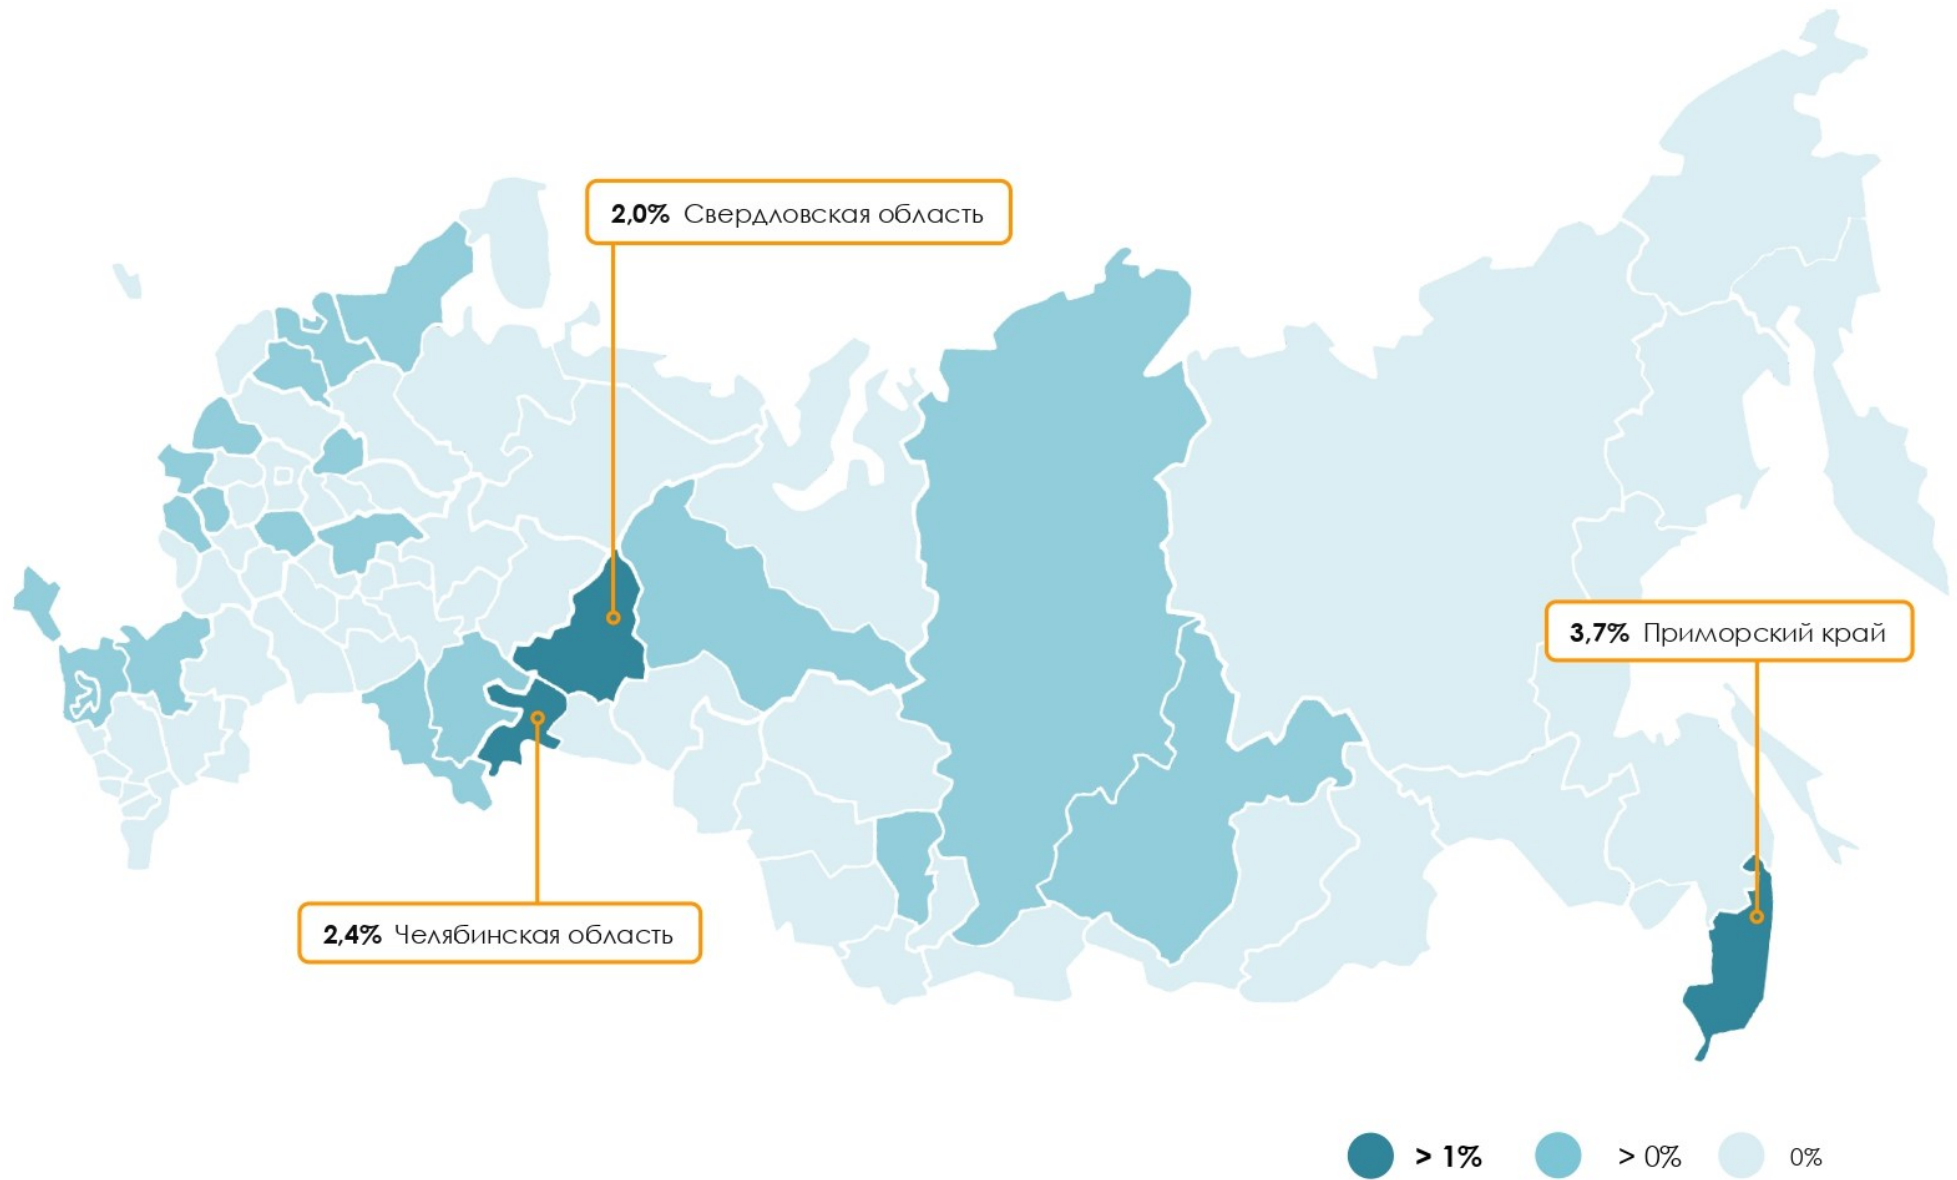 2,0% Свердловская область
3,7% Приморский край
2,4% Челябинская область
> 1% > 0% 0%